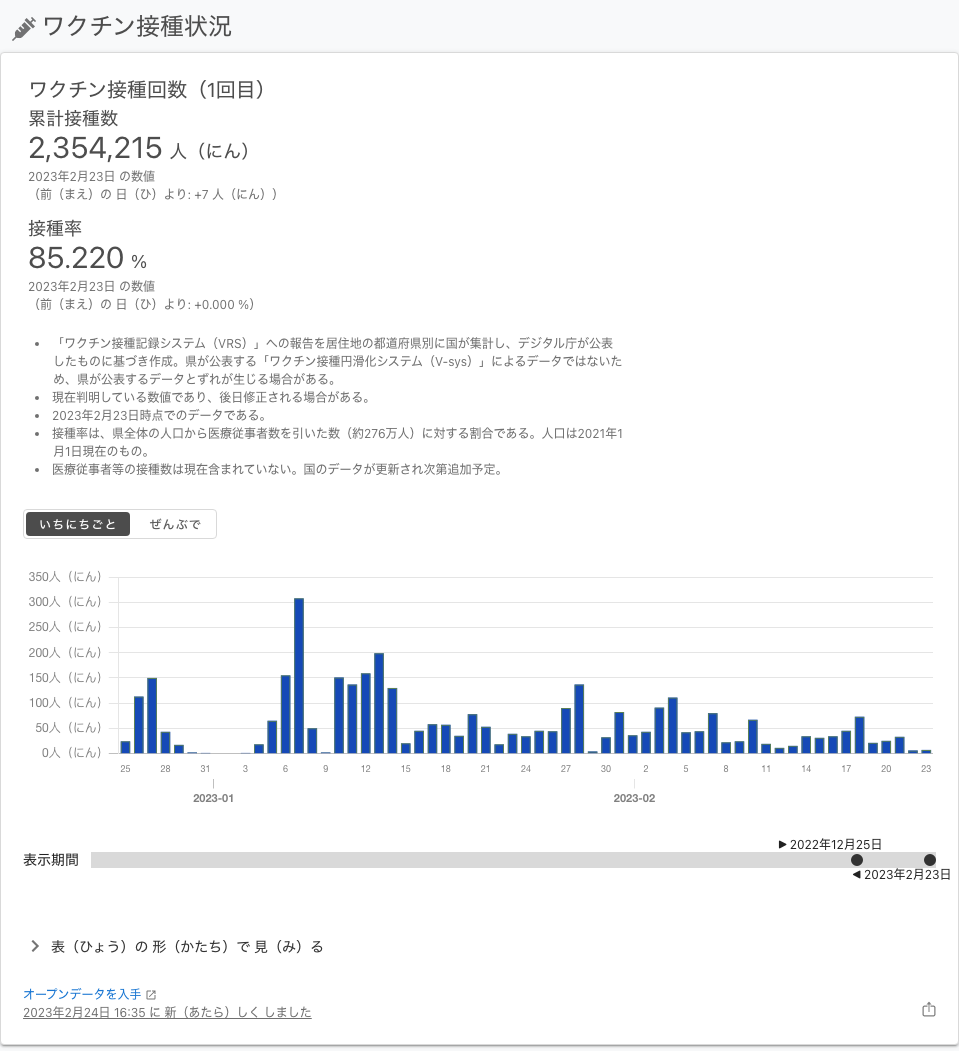 ワクチン接種状況
ワクチン接種回数（1回目）
累計接種数
2,354,215 人（にん）
2023年2月23日 の数値
（前（まえ）の 日（ひ）より: +7 人（にん））
接種率
85.220 %
2023年2月23日 の数値
（前（まえ）の 日（ひ）より: +0.000 %）
• 「ワクチン接種記録システム（VRS）」への報告を居住地の都道府県別に国が集計し、デジタル庁が公表
したものに基づき作成。県が公表する「ワクチン接種円滑化システム（V-sys）」によるデータではないた
め、県が公表するデータとずれが生じる場合がある。
• 現在判明している数値であり、後日修正される場合がある。
• 2023年2月23日時点でのデータである。
• 接種率は、県全体の人口から医療従事者数を引いた数（約276万人）に対する割合である。人口は2021年1
月1日現在のもの。
• 医療従事者等の接種数は現在含まれていない。国のデータが更新され次第追加予定。
いちにちごと ぜんぶで
350人（にん）
300人（にん）
250人（にん）
200人（にん）
150人（にん）
100人（にん）
50人（にん）
0人（にん）
25 28 31 3 6 9 12 15 18 21 24 27 30 2 5 8 11 14 17 20 23
2023-01 2023-02
▶ 2022年12月25日
表示期間
◀ 2023年2月23日
表（ひょう）の 形（かたち）で 見（み）る
オープンデータを入手
2023年2月24日 16:35 に 新（あたら）しく しました